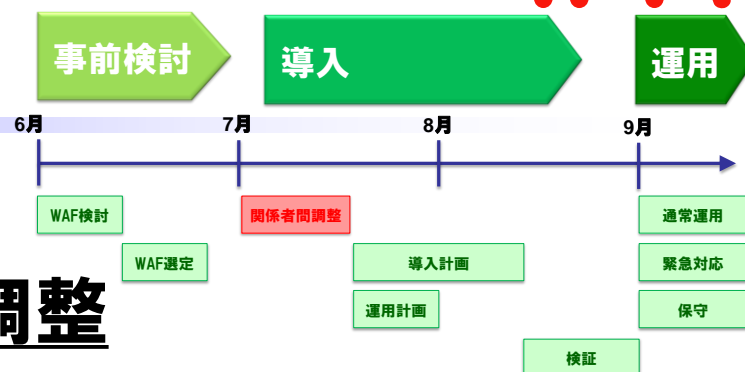 事前検討
導入
運用
6月
7月
8月
9月
WAF検討
関係者間調整
通常運用
WAF選定
導入計画
緊急対応
運用計画
保守
調整
検証